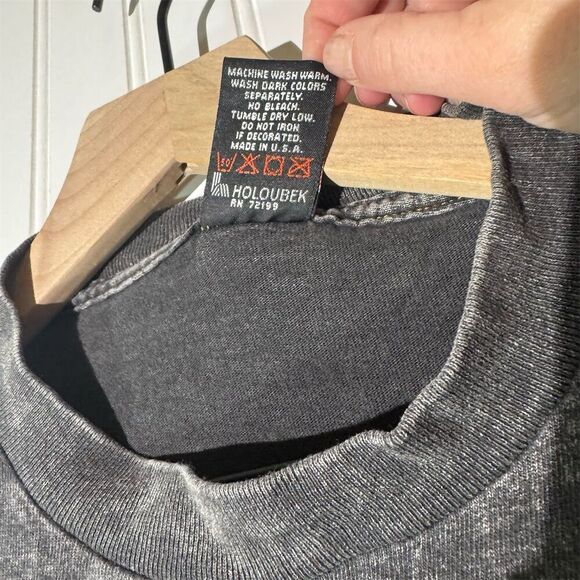 MACHINE WASH WARM.
WASH DARK COLORS
SEPARATELY.
NO BLEACH.
TUMBLE DRY LOW.
DO NOT IRON
IF DECORATED.
MADE IN U.S.A.
HOLOUBEK
RN 72199